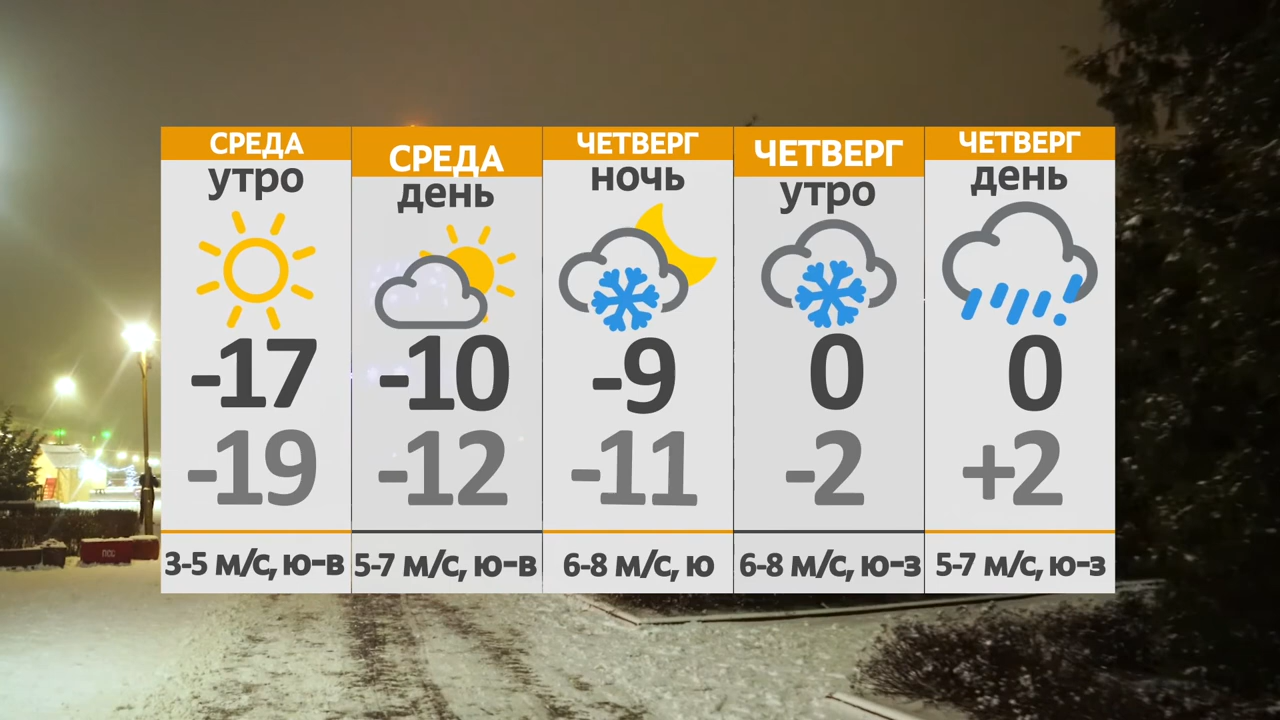 СРЕДА
утро
-17
-19
3-5 м/с, ю-в
СРЕДА
день
-10
-12
5-7 м/с, ю-в
ЧЕТВЕРГ
ночь
-9
-11
6-8 м/с, ю
ЧЕТВЕРГ
утро
0
-2
6-8 м/с, ю-з
ЧЕТВЕРГ
день
0
+2
5-7 м/с, ю-з